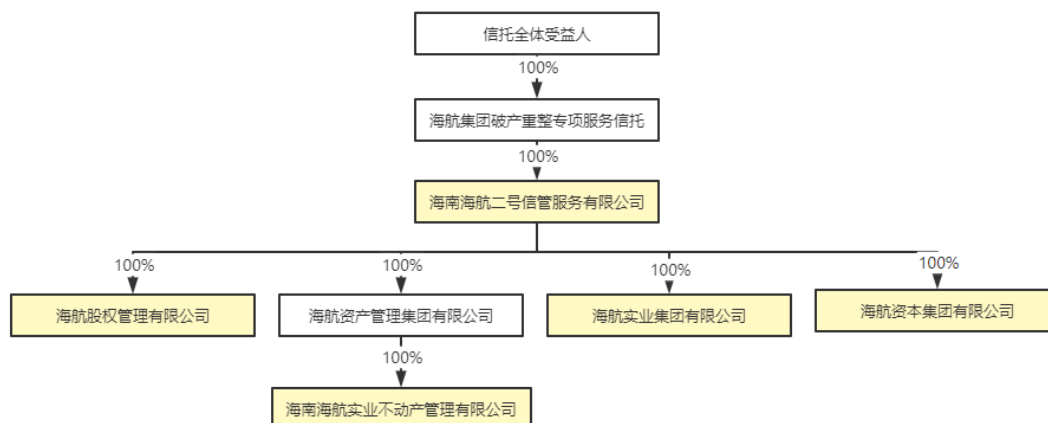 信托全体受益人
100%
海航集团破产重整专项服务信托
100%
海南海航二号信管服务有限公司
100%
100%
100%
100%
海航股权管理有限公司
海航资产管理集团有限公司
海航实业集团有限公司
海航资本集团有限公司
100%
海南海航实业不动产管理有限公司